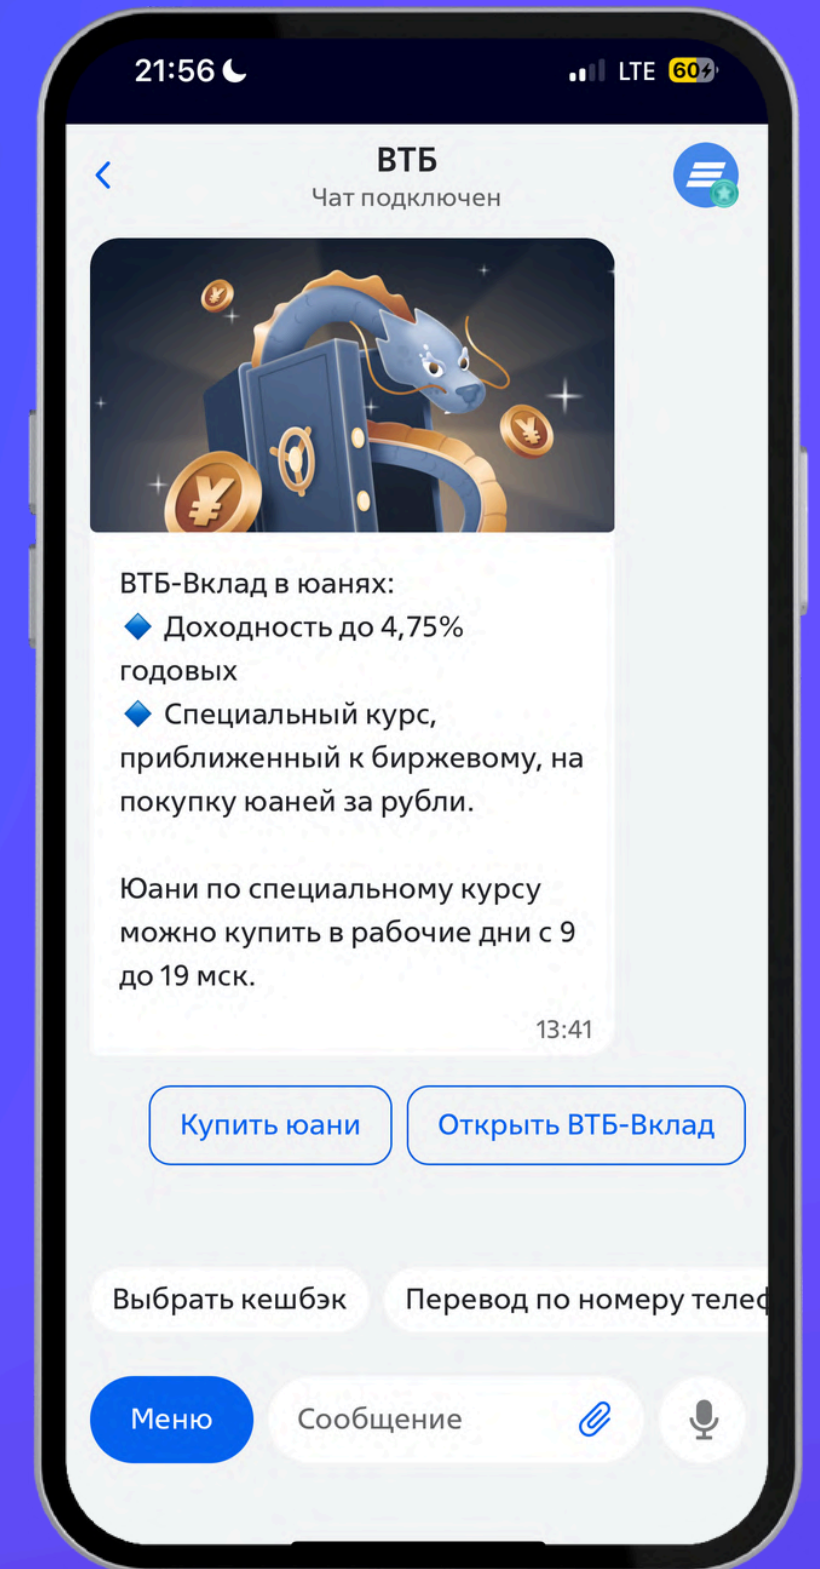 21:56
LTE
60
ВТБ
Чат подключен
¥
¥
¥
ВТБ-Вклад в юанях:
🔷 Доходность до 4,75%
годовых
🔷 Специальный курс,
приближенный к биржевому, на
покупку юаней за рубли.
Юани по специальному курсу
можно купить в рабочие дни с 9
до 19 мск.
13:41
Купить юани
Открыть ВТБ-Вклад
Выбрать кешбэк
Перевод по номеру
Меню
Сообщение